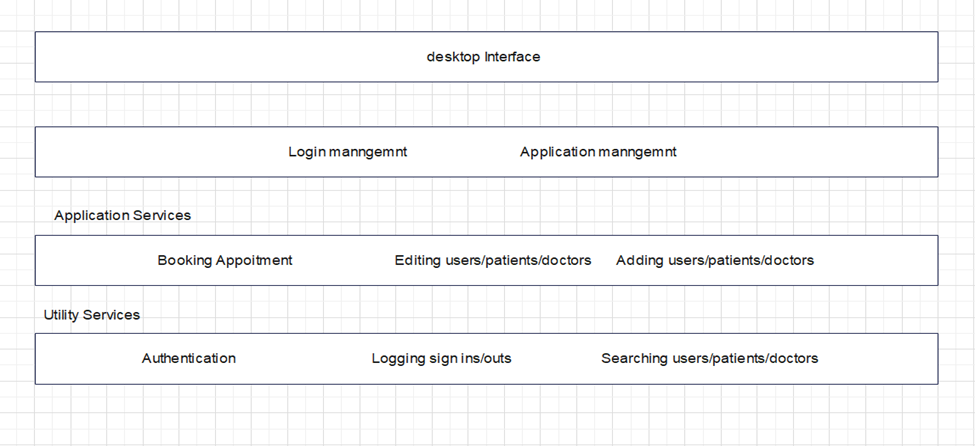 desktop Interface
Login manngemnt Application manngemnt
Application Services
Booking Appoitment Editing users/patients/doctors Adding users/patients/doctors
Utility Services
Authentication Logging sign ins/outs Searching users/patients/doctors